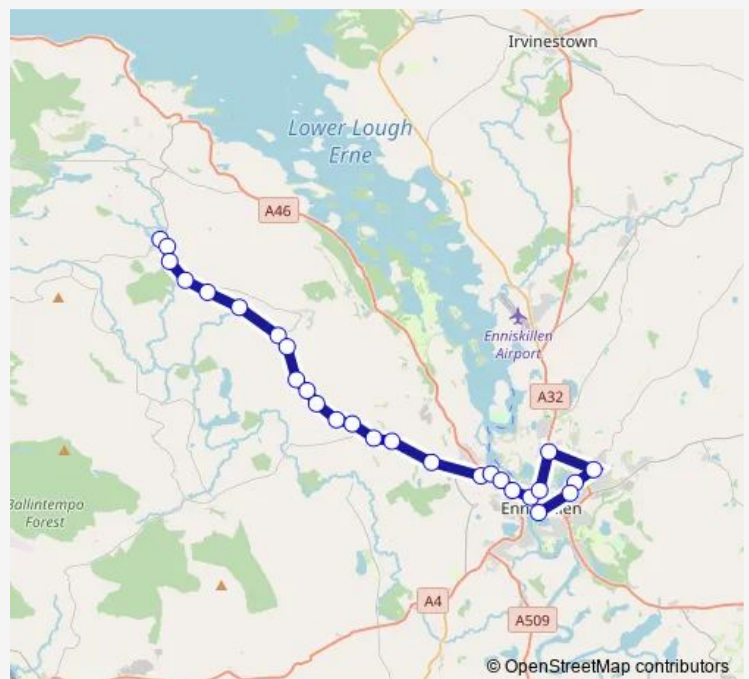 Irvinestown
Lower Lough
Erne
A46
Enniskillen
Airport
A32
Ballintempo
Forest
A4
A509
© OpenStreetMap contributors